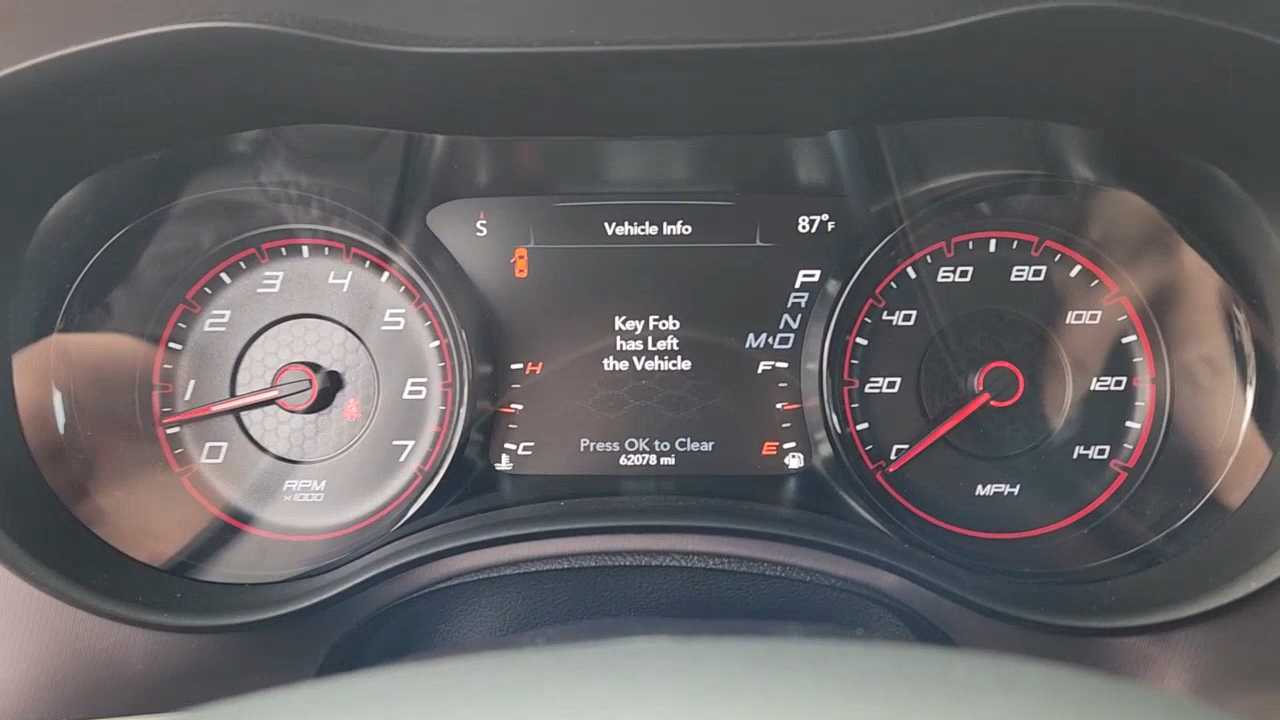 S
Vehicle Info
87°F
P
R
N
M◂D
Key Fob
has Left
the Vehicle
H
C
F
E
Press OK to Clear
62078 mi
0
1
2
3
4
5
6
7
RPM
x1000
0
20
40
60
80
100
120
140
MPH